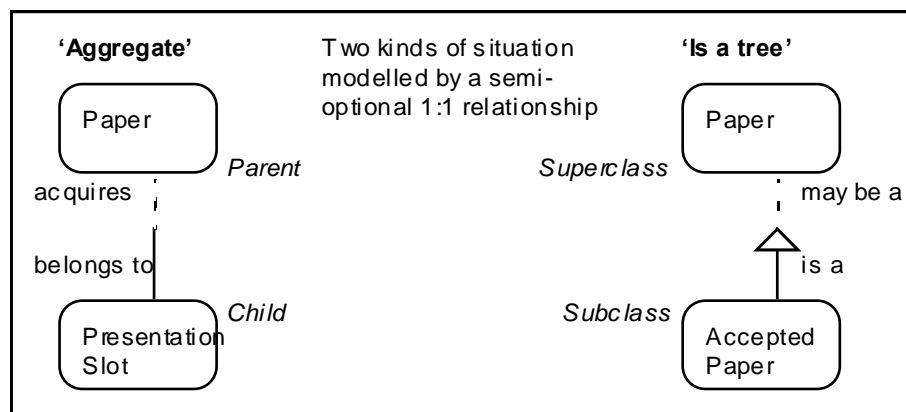 ‘Aggregate’
Two kinds of situation
modelled by a semi-
optional 1:1 relationship
‘Is a tree’
Paper
Parent
acquires
belongs to
Child
Presentation
Slot
Paper
Superclass
may be a
is a
Subclass
Accepted
Paper